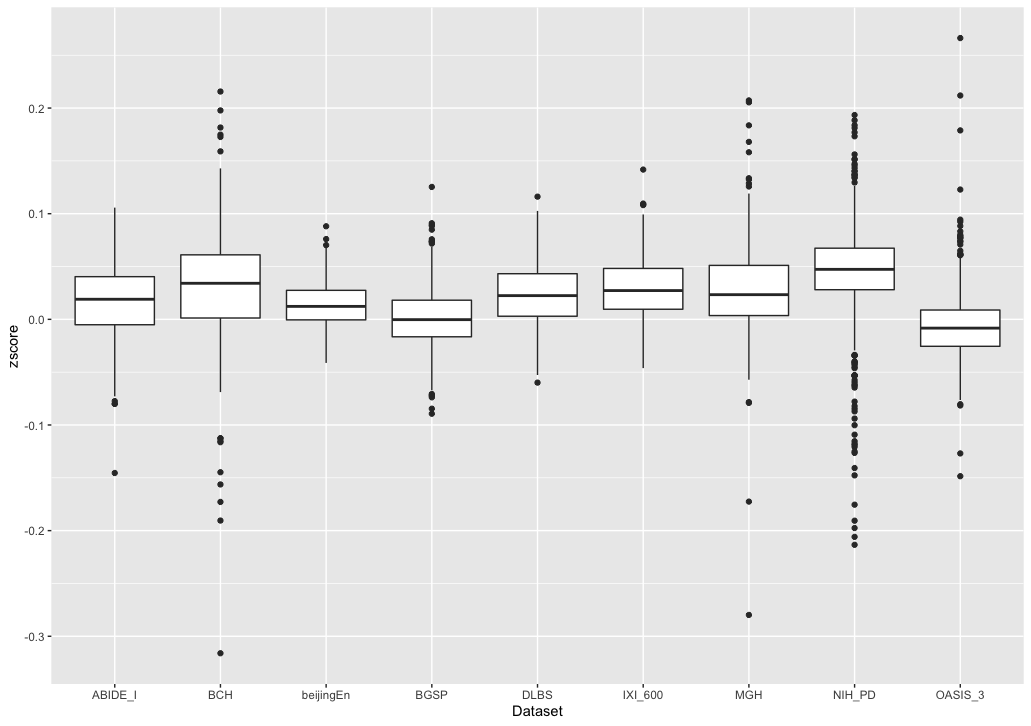 zscore
0.2
0.1
0.0
-0.1
-0.2
-0.3
ABIDE_I BCH beijingEn BGSP DLBS IXI_600 MGH NIH_PD OASIS_3
Dataset